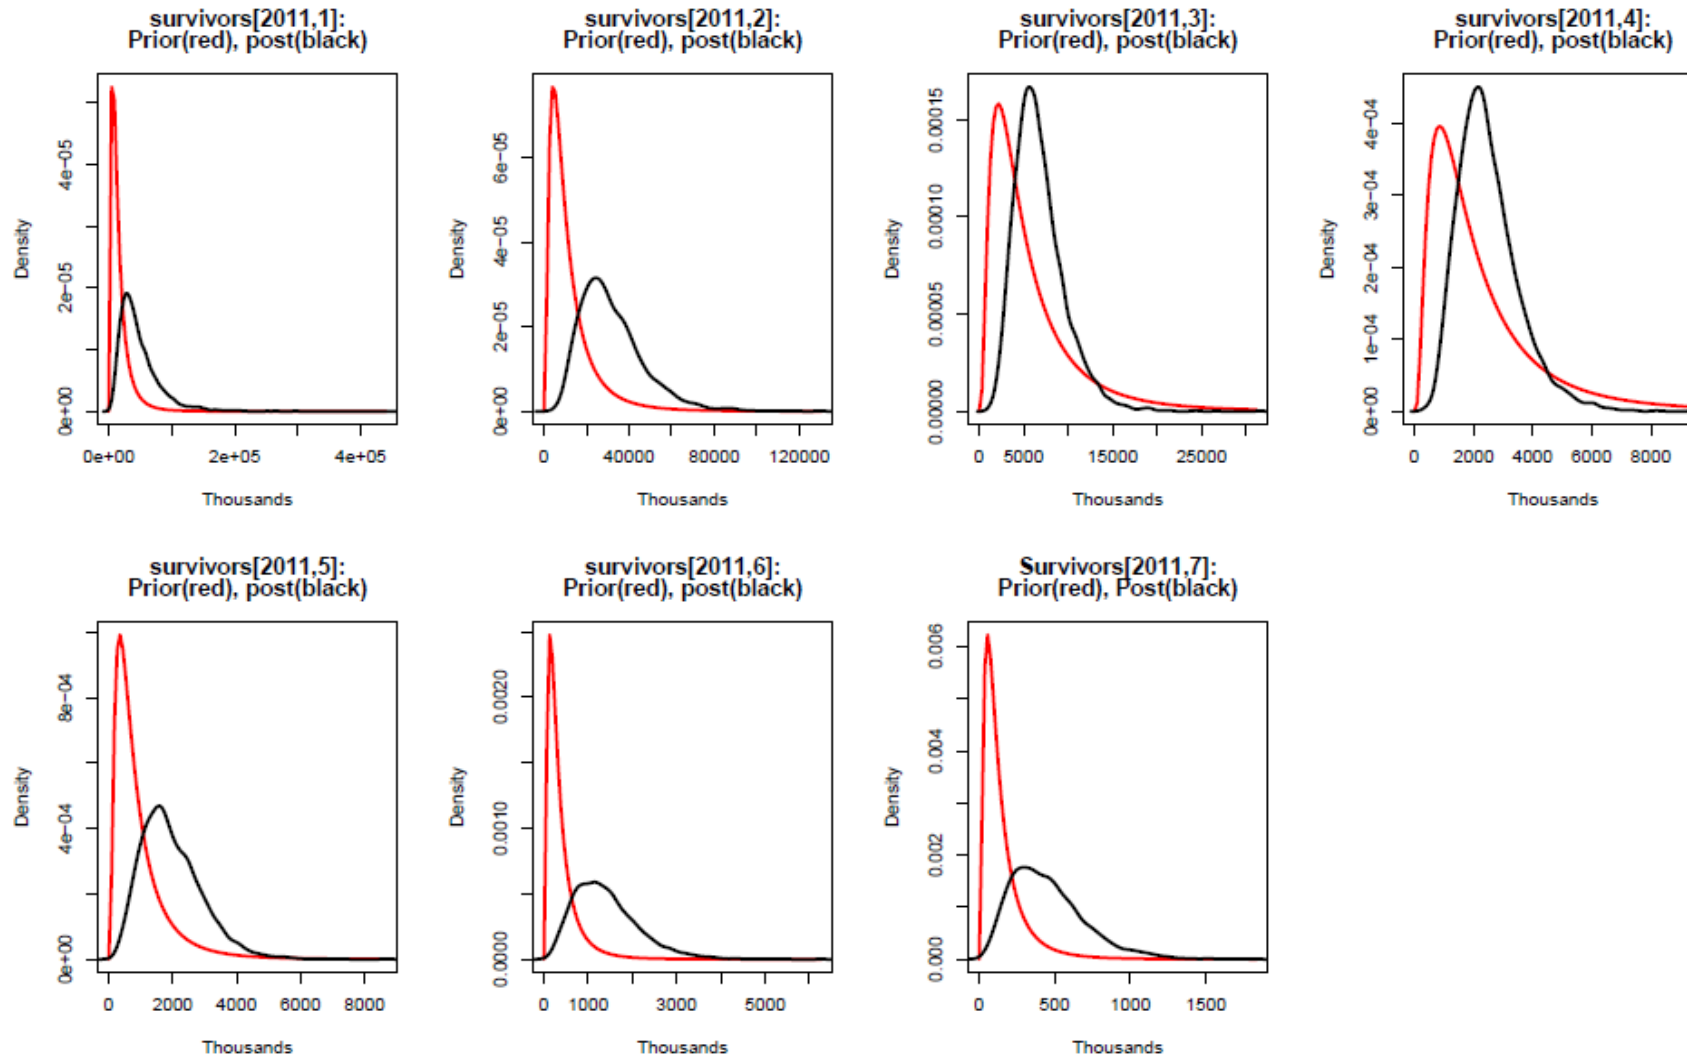 survivors[2011,1]:
Prior(red), post(black)
Density
0e+00 2e−05 4e−05
0e+00 2e+05 4e+05
Thousands
survivors[2011,2]:
Prior(red), post(black)
Density
0e+00 2e−05 4e−05 6e−05
0 40000 80000 120000
Thousands
survivors[2011,3]:
Prior(red), post(black)
Density
0.00000 0.00005 0.00010 0.00015
0 5000 15000 25000
Thousands
survivors[2011,4]:
Prior(red), post(black)
Density
0e+00 1e−04 2e−04 3e−04 4e−04
0 2000 4000 6000 8000
Thousands
survivors[2011,5]:
Prior(red), post(black)
Density
0e+00 4e−04 8e−04
0 2000 4000 6000 8000
Thousands
survivors[2011,6]:
Prior(red), post(black)
Density
0.0000 0.0010 0.0020
0 1000 3000 5000
Thousands
Survivors[2011,7]:
Prior(red), Post(black)
Density
0.000 0.002 0.004 0.006
0 500 1000 1500
Thousands